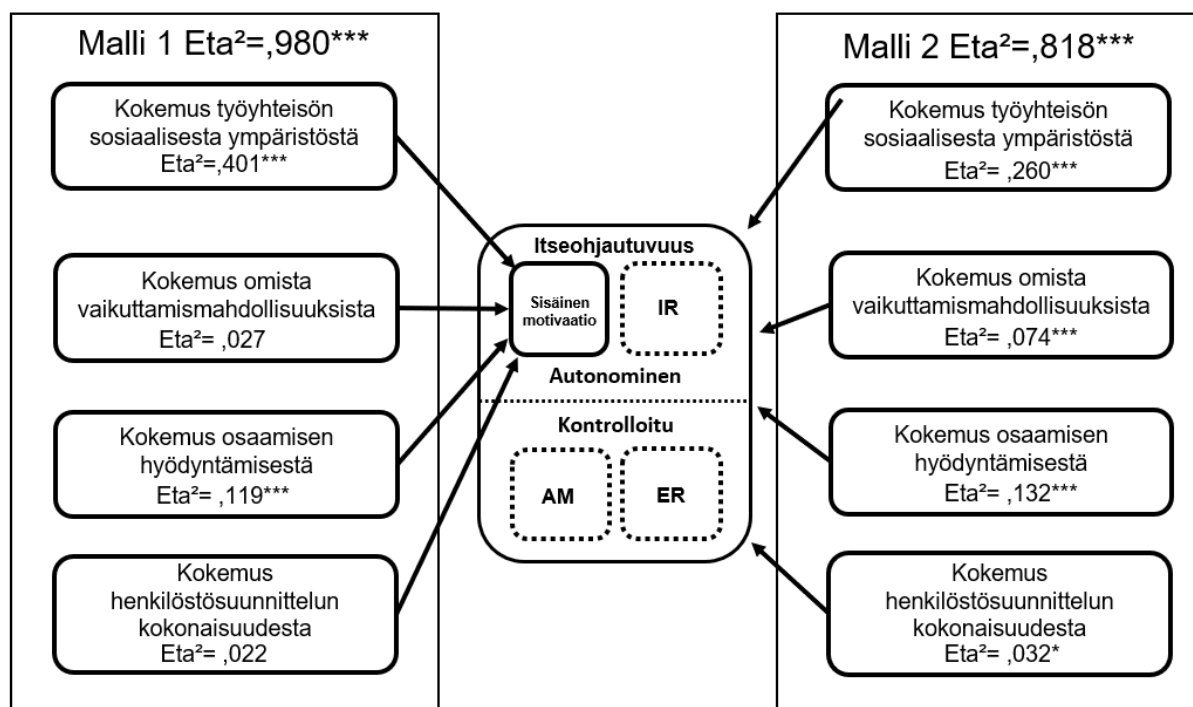 Malli 1 Eta²=,980***
Kokemus työyhteisön
sosiaalisesta ympäristöstä
Eta²=,401***
Kokemus omista
vaikuttamismahdollisuuksista
Eta²= ,027
Kokemus osaamisen
hyödyntämisestä
Eta²= ,119***
Kokemus
henkilöstösuunnittelun
kokonaisuudesta
Eta²= ,022
Itseohjautuvuus
Sisäinen
motivaatio
IR
Autonominen
Kontrolloitu
AM
ER
Malli 2 Eta²=,818***
Kokemus työyhteisön
sosiaalisesta ympäristöstä
Eta²= ,260***
Kokemus omista
vaikuttamismahdollisuuksista
Eta²= ,074***
Kokemus osaamisen
hyödyntämisestä
Eta²= ,132***
Kokemus
henkilöstösuunnittelun
kokonaisuudesta
Eta²= ,032*